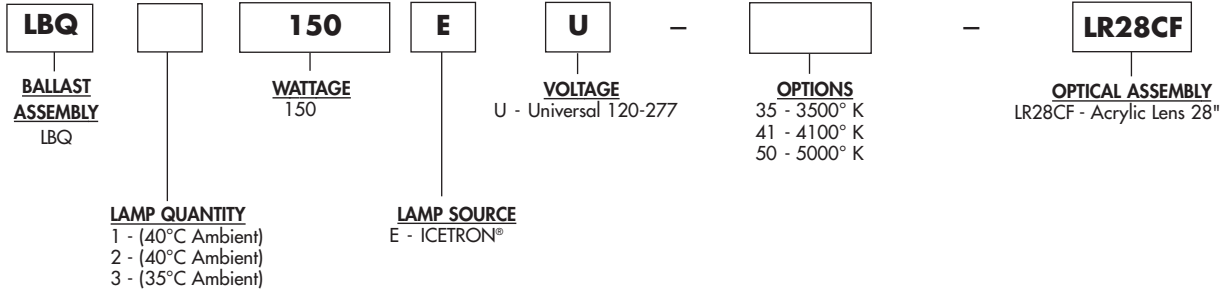 LBQ 150 E U – – LR28CF
BALLAST
ASSEMBLY
LBQ
WATTAGE
150
VOLTAGE
U - Universal 120-277
OPTIONS
35 - 3500° K
41 - 4100° K
50 - 5000° K
OPTICAL ASSEMBLY
LR28CF - Acrylic Lens 28"
LAMP QUANTITY
1 - (40°C Ambient)
2 - (40°C Ambient)
3 - (35°C Ambient)
LAMP SOURCE
E - ICETRON®